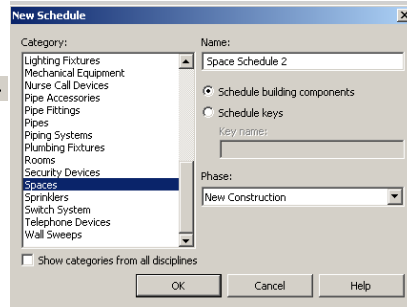 New Schedule
Category:
Lighting Fixtures
Mechanical Equipment
Nurse Call Devices
Pipe Accessories
Pipe Fittings
Pipes
Piping Systems
Plumbing Fixtures
Rooms
Security Devices
Spaces
Sprinklers
Switch System
Telephone Devices
Wall Sweeps
Show categories from all disciplines
Name:
Space Schedule 2
Schedule building components
Schedule keys
Key name:
Phase:
New Construction
OK
Cancel
Help